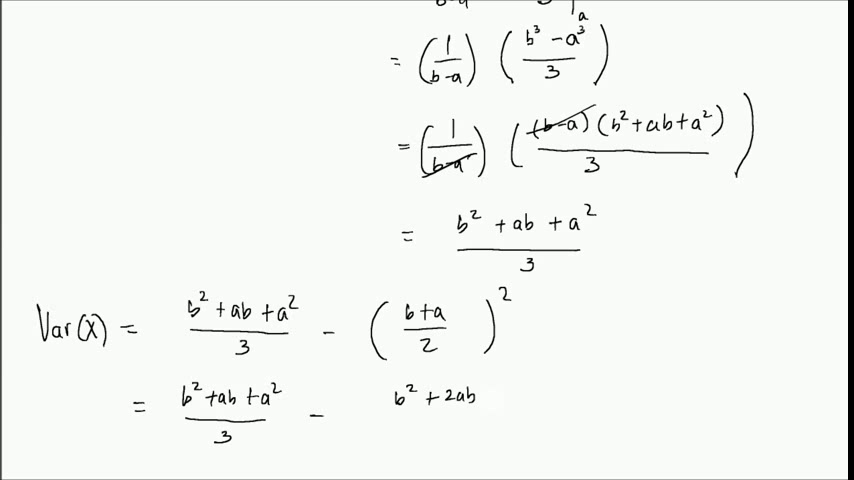 a
= (1/(b-a)) ((b³ - a³)/3)
= (1/(b-a)) ((b-a)(b² + ab + a²)/3)
= (b² + ab + a²)/3
Var(X) = (b² + ab + a²)/3 - ((b+a)/2)²
= (b² + ab + a²)/3 - b² + 2ab